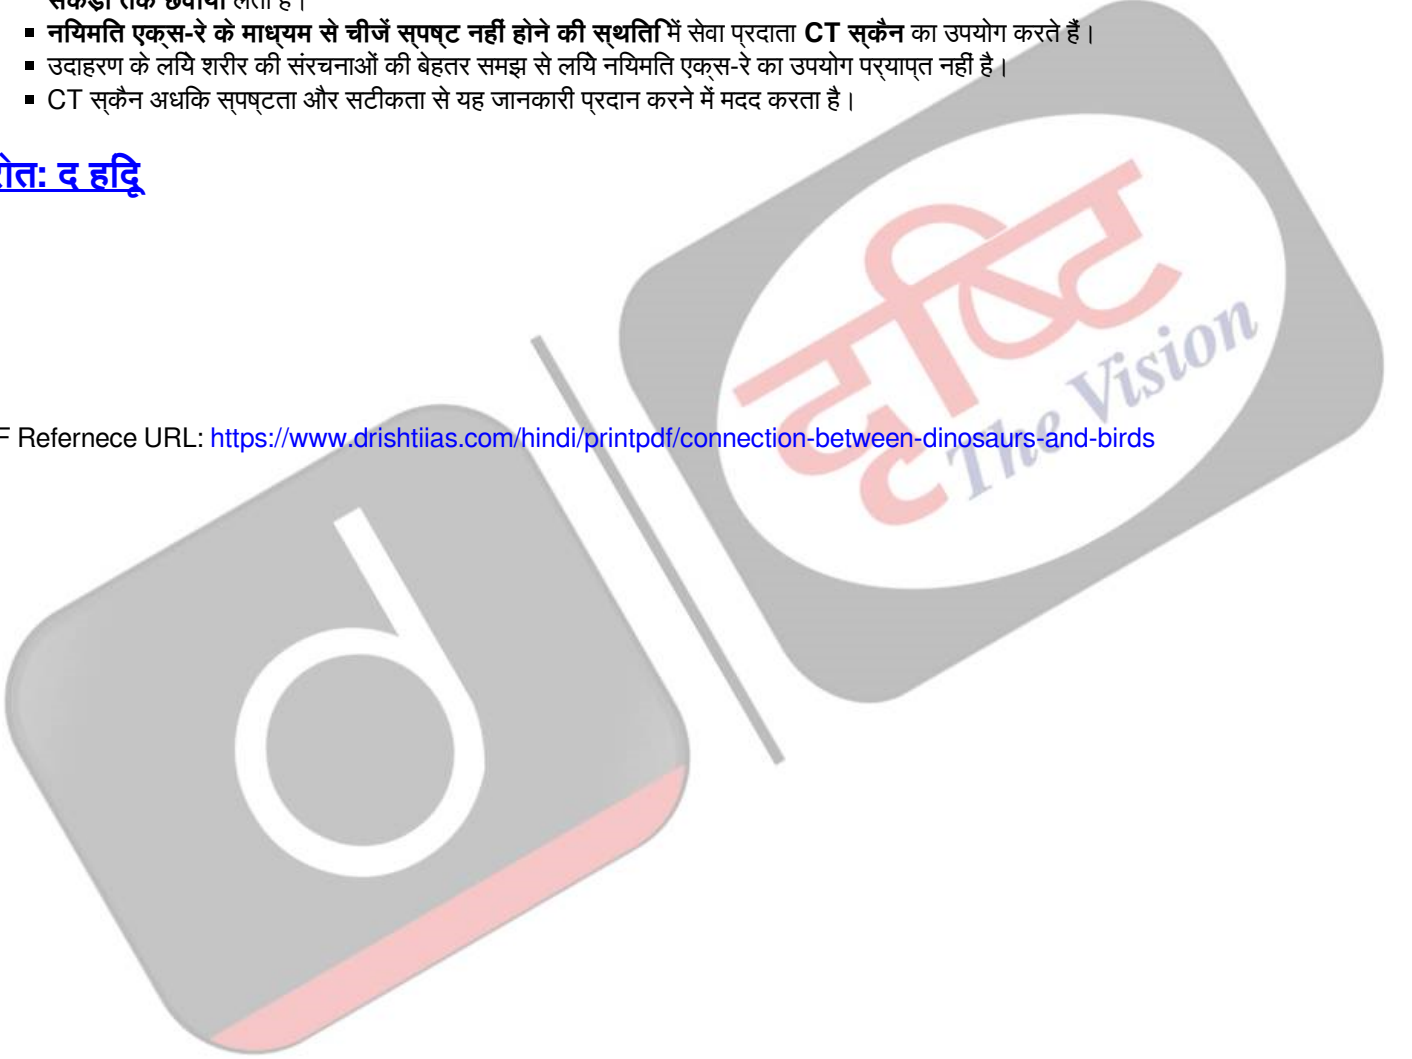 तक
नियमित एक्स-रे के माध्यम से चीजें स्पष्ट नहीं होने की स्थिति में सेवा प्रदाता CT स्कैन का उपयोग करते हैं।
उदाहरण के लिये शरीर की संरचनाओं की बेहतर समझ से लिये नियमित एक्स-रे का उपयोग पर्याप्त नहीं है।
CT स्कैन अधिक स्पष्टता और सटीकता से यह जानकारी प्रदान करने में मदद करता है।
द हिंदू
दृष्टि
The Vision
F Refernece URL: https://www.drishtiias.com/hindi/printpdf/connection-between-dinosaurs-and-birds
d